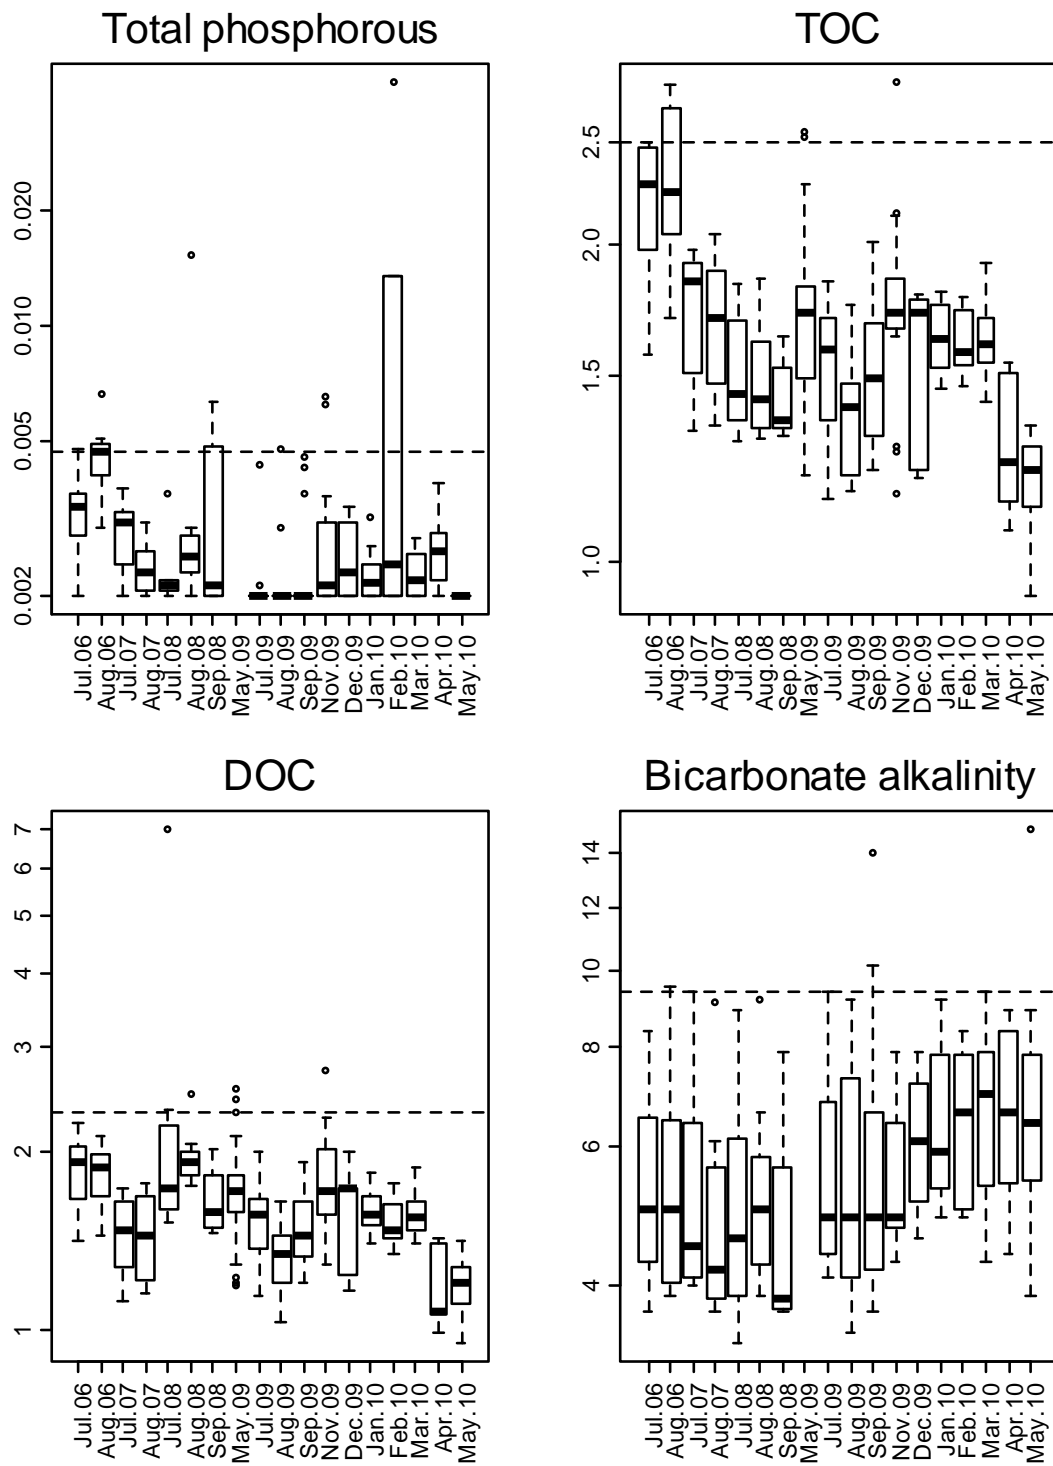 Total phosphorous
0.020
0.010
0.005
0.002
Jul.06
Aug.06
Jul.07
Aug.07
Jul.08
Aug.08
Sep.08
May.09
Jul.09
Aug.09
Sep.09
Nov.09
Dec.09
Jan.10
Feb.10
Mar.10
Apr.10
May.10
TOC
2.5
2.0
1.5
1.0
Jul.06
Aug.06
Jul.07
Aug.07
Jul.08
Aug.08
Sep.08
May.09
Jul.09
Aug.09
Sep.09
Nov.09
Dec.09
Jan.10
Feb.10
Mar.10
Apr.10
May.10
DOC
7
6
5
4
3
2
1
Jul.06
Aug.06
Jul.07
Aug.07
Jul.08
Aug.08
Sep.08
May.09
Jul.09
Aug.09
Sep.09
Nov.09
Dec.09
Jan.10
Feb.10
Mar.10
Apr.10
May.10
Bicarbonate alkalinity
14
12
10
8
6
4
Jul.06
Aug.06
Jul.07
Aug.07
Jul.08
Aug.08
Sep.08
May.09
Jul.09
Aug.09
Sep.09
Nov.09
Dec.09
Jan.10
Feb.10
Mar.10
Apr.10
May.10